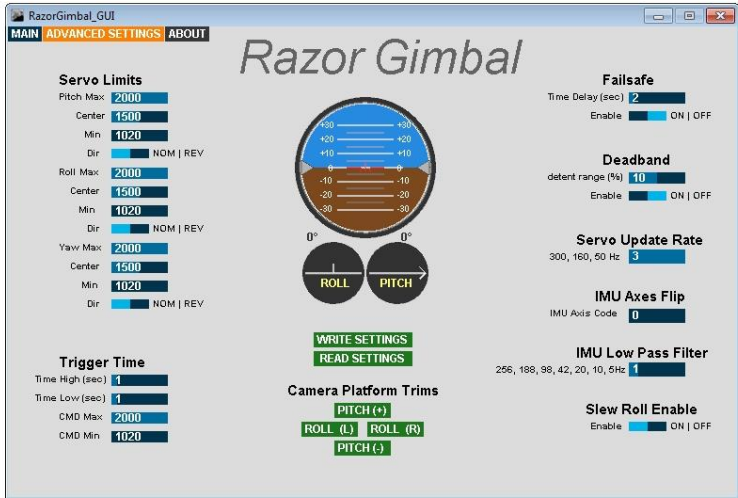 RazorGimbal_GUI
MAIN ADVANCED SETTINGS ABOUT
Razor Gimbal
Servo Limits
Pitch Max 2000
Center 1500
Min 1020
Dir NOM | REV
Roll Max 2000
Center 1500
Min 1020
Dir NOM | REV
Yaw Max 2000
Center 1500
Min 1020
Dir NOM | REV
Trigger Time
Time High (sec) 1
Time Low (sec) 1
CMD Max 2000
CMD Min 1020
+30 +30
+20 +20
+10 +10
-10 -10
-20 -20
-30 -30
0° 0°
ROLL PITCH
WRITE SETTINGS
READ SETTINGS
Camera Platform Trims
PITCH (+)
ROLL (L) ROLL (R)
PITCH (-)
Failsafe
Time Delay (sec) 2
Enable ON | OFF
Deadband
detent range (%) 10
Enable ON | OFF
Servo Update Rate
300, 160, 50 Hz 3
IMU Axes Flip
IMU Axis Code 0
IMU Low Pass Filter
256, 188, 98, 42, 20, 10, 5Hz 1
Slew Roll Enable
Enable ON | OFF